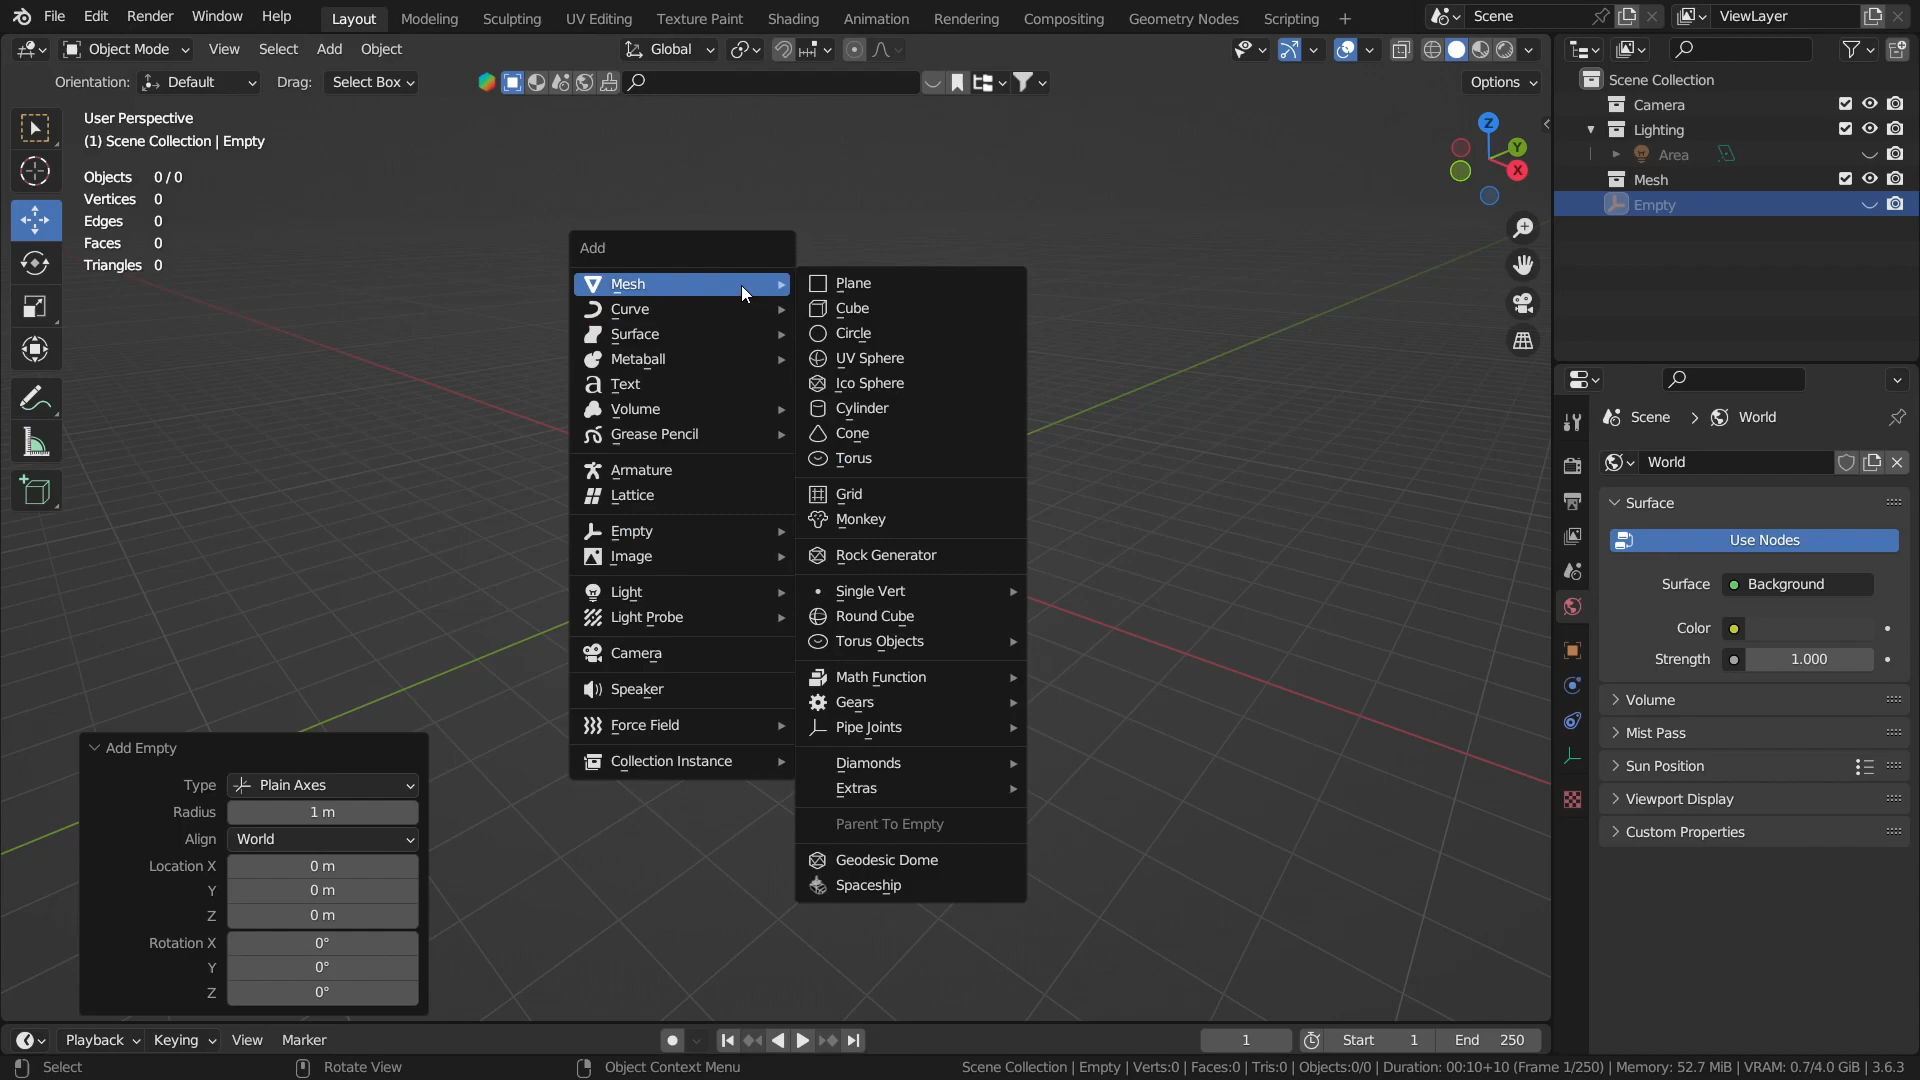 File Edit Render Window Help Layout Modeling Sculpting UV Editing Texture Paint Shading Animation Rendering Compositing Geometry Nodes Scripting + Scene ViewLayer
Object Mode View Select Add Object Global
Orientation: Default Drag: Select Box Options
User Perspective
(1) Scene Collection | Empty
Objects 0 / 0
Vertices 0
Edges 0
Faces 0
Triangles 0
Z
Y
X
Add
Mesh
Curve
Surface
Metaball
Text
Volume
Grease Pencil
Armature
Lattice
Empty
Image
Light
Light Probe
Camera
Speaker
Force Field
Collection Instance
Plane
Cube
Circle
UV Sphere
Ico Sphere
Cylinder
Cone
Torus
Grid
Monkey
Rock Generator
Single Vert
Round Cube
Torus Objects
Math Function
Gears
Pipe Joints
Diamonds
Extras
Parent To Empty
Geodesic Dome
Spaceship
Add Empty
Type Plain Axes
Radius 1 m
Align World
Location X 0 m
Y 0 m
Z 0 m
Rotation X 0°
Y 0°
Z 0°
Scene Collection
Camera
Lighting
Area
Mesh
Empty
Scene > World
World
Surface
Use Nodes
Surface Background
Color
Strength 1.000
Volume
Mist Pass
Sun Position
Viewport Display
Custom Properties
Playback Keying View Marker 1 Start 1 End 250
Select Rotate View Object Context Menu Scene Collection | Empty | Verts:0 | Faces:0 | Tris:0 | Objects:0/0 | Duration: 00:10+10 (Frame 1/250) | Memory: 52.7 MiB | VRAM: 0.7/4.0 GiB | 3.6.3